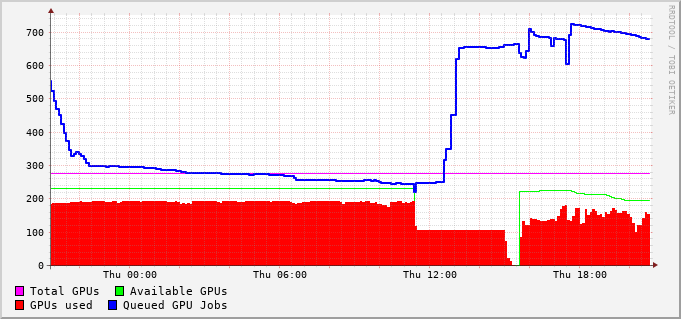 700
600
500
400
300
200
100
0
Thu 00:00 Thu 06:00 Thu 12:00 Thu 18:00
Total GPUs Available GPUs
GPUs used Queued GPU Jobs
RRDTOOL / TOBI OETIKER